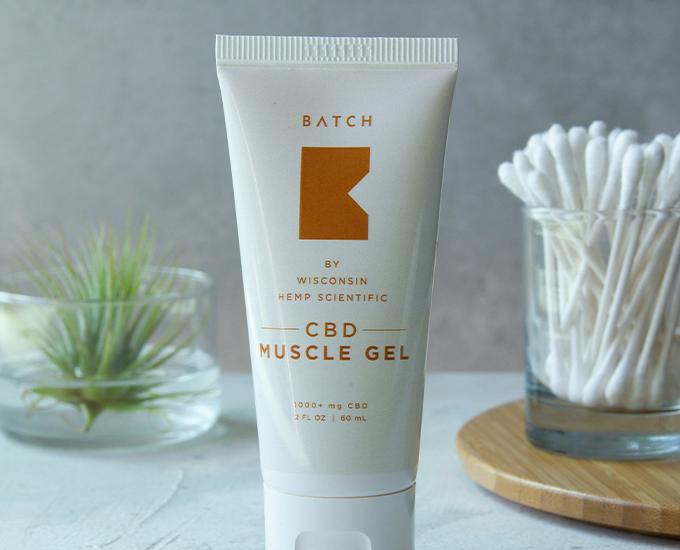 BATCH
BY
WISCONSIN
HEMP SCIENTIFIC
CBD
MUSCLE GEL
1000+ mg CBD
2 FL OZ | 60 mL